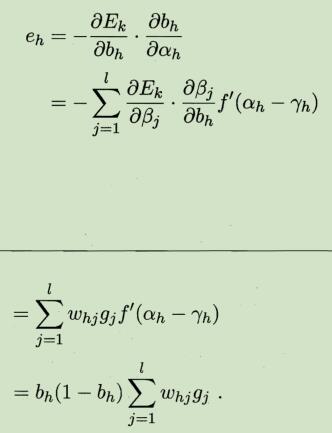 e_h = -\frac{\partial E_k}{\partial b_h} \cdot \frac{\partial b_h}{\partial \alpha_h}
= -\sum_{j=1}^{l} \frac{\partial E_k}{\partial \beta_j} \cdot \frac{\partial \beta_j}{\partial b_h} f'(\alpha_h - \gamma_h)
= \sum_{j=1}^{l} w_{hj} g_j f'(\alpha_h - \gamma_h)
= b_h(1 - b_h) \sum_{j=1}^{l} w_{hj} g_j .